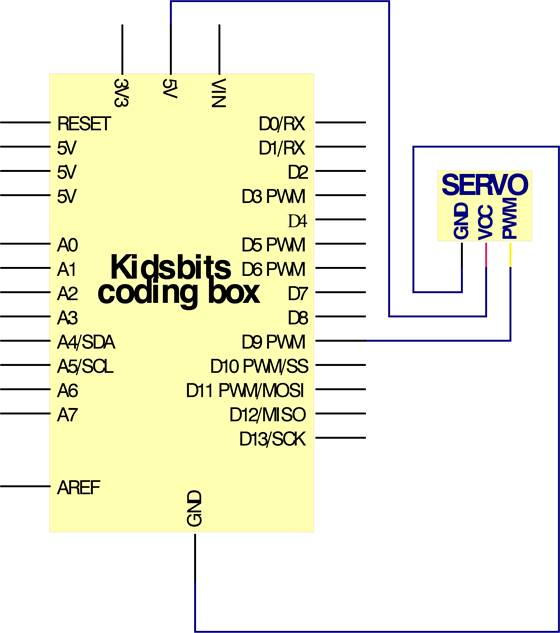 3V3
5V
VIN
RESET
5V
5V
5V
A0
A1
A2
A3
A4/SDA
A5/SCL
A6
A7
AREF
Kidsbits
coding box
D0/RX
D1/RX
D2
D3 PWM
D4
D5 PWM
D6 PWM
D7
D8
D9 PWM
D10 PWM/SS
D11 PWM/MOSI
D12/MISO
D13/SCK
GND
SERVO
GND
VCC
PWM